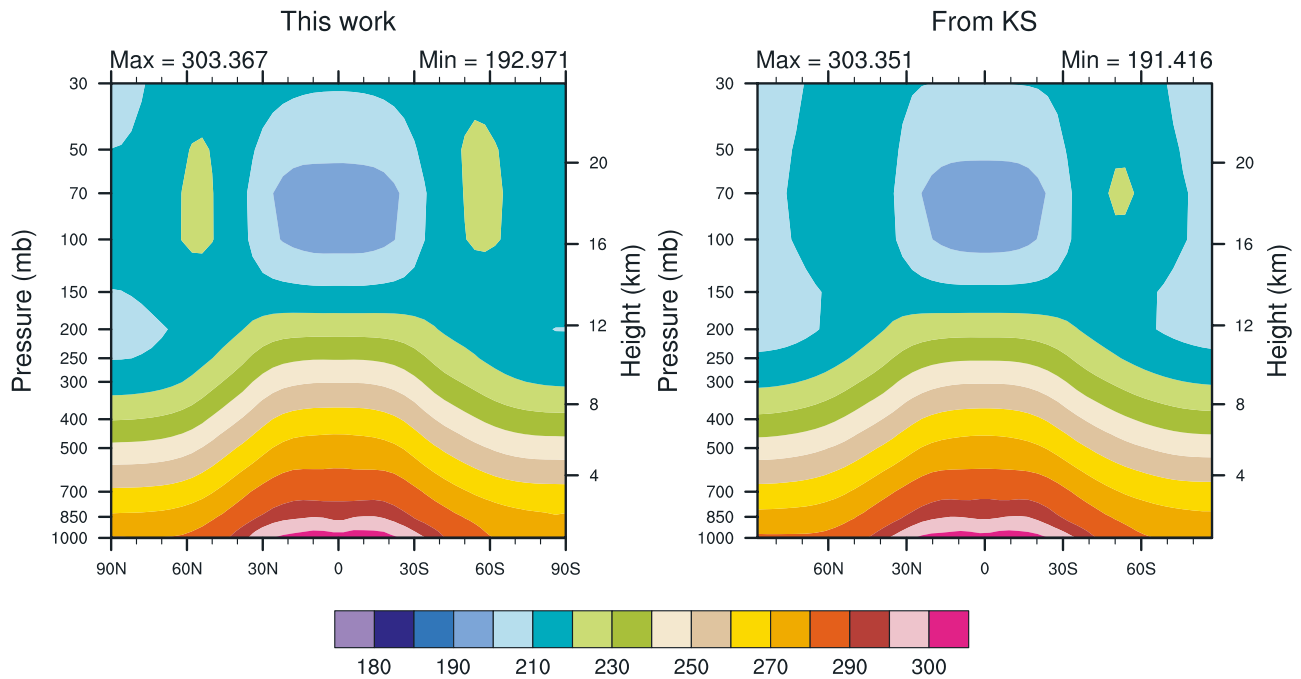 This work
From KS
Max = 303.367
Min = 192.971
Max = 303.351
Min = 191.416
Pressure (mb)
30
50
70
100
150
200
250
300
400
500
700
850
1000
90N
60N
30N
0
30S
60S
90S
20
16
12
8
4
Height (km)
Pressure (mb)
30
50
70
100
150
200
250
300
400
500
700
850
1000
60N
30N
0
30S
60S
20
16
12
8
4
Height (km)
180
190
210
230
250
270
290
300